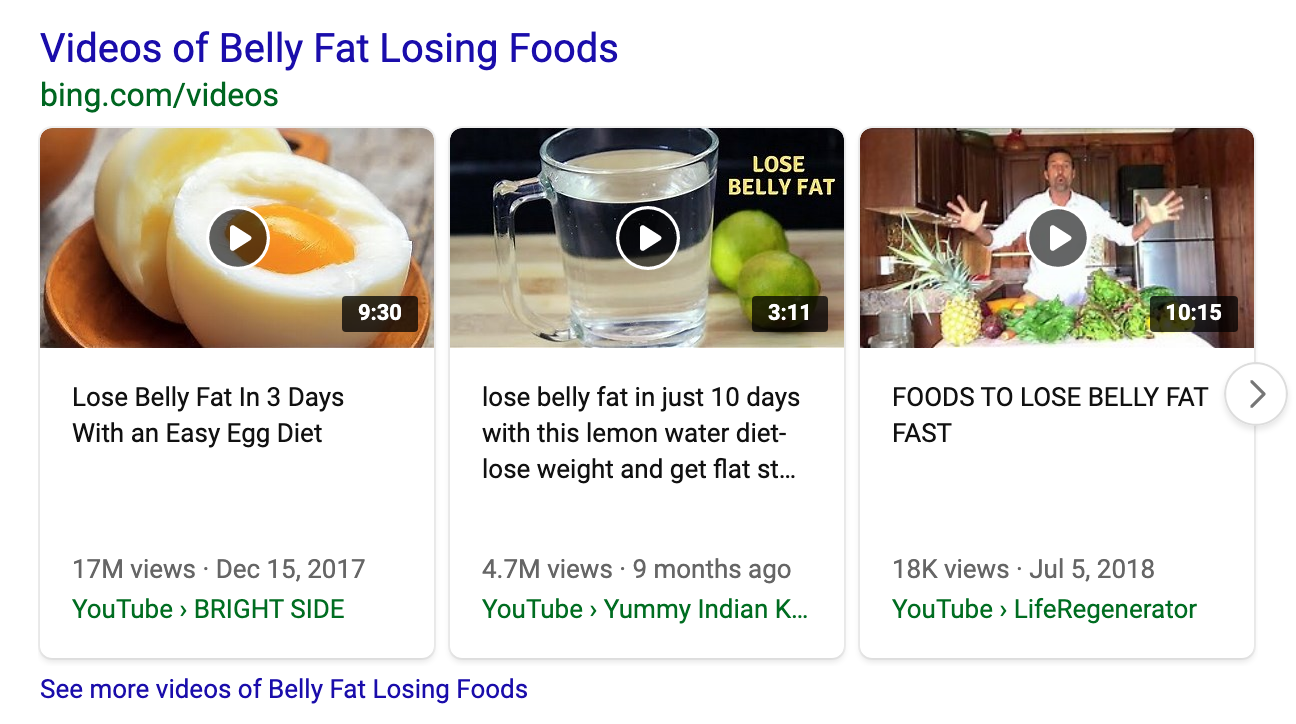 Videos of Belly Fat Losing Foods
bing.com/videos
LOSE
BELLY FAT
9:30
3:11
10:15
Lose Belly Fat In 3 Days
With an Easy Egg Diet
17M views · Dec 15, 2017
YouTube › BRIGHT SIDE
lose belly fat in just 10 days
with this lemon water diet-
lose weight and get flat st...
4.7M views · 9 months ago
YouTube › Yummy Indian K...
FOODS TO LOSE BELLY FAT
FAST
18K views · Jul 5, 2018
YouTube › LifeRegenerator
See more videos of Belly Fat Losing Foods